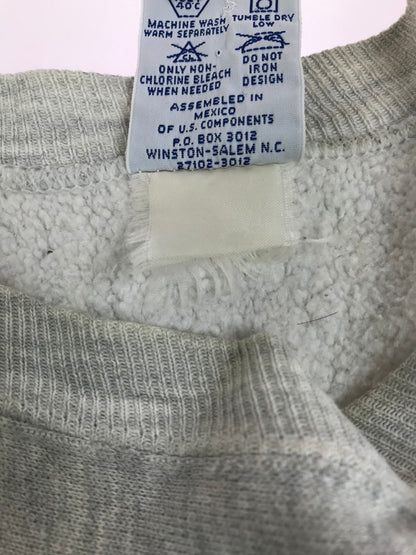 40°C
MACHINE WASH
WARM SEPARATELY
TUMBLE DRY
LOW
ONLY NON-
CHLORINE BLEACH
WHEN NEEDED
DO NOT
IRON
DESIGN
ASSEMBLED IN
MEXICO
OF U.S. COMPONENTS
P.O. BOX 3012
WINSTON-SALEM N.C.
27102-3012